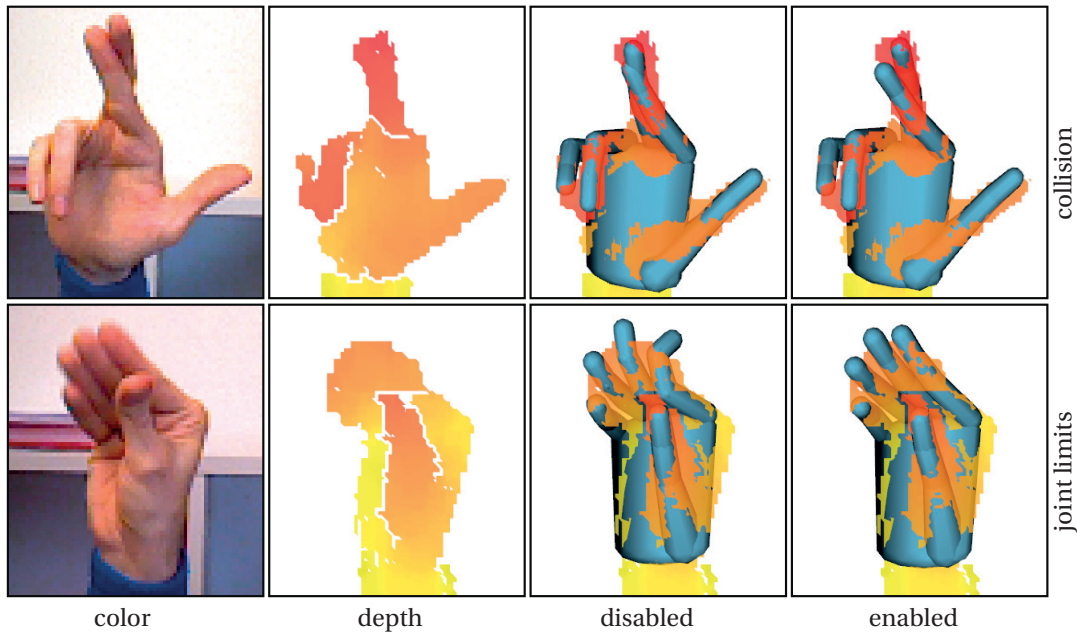 collision
joint limits
color
depth
disabled
enabled